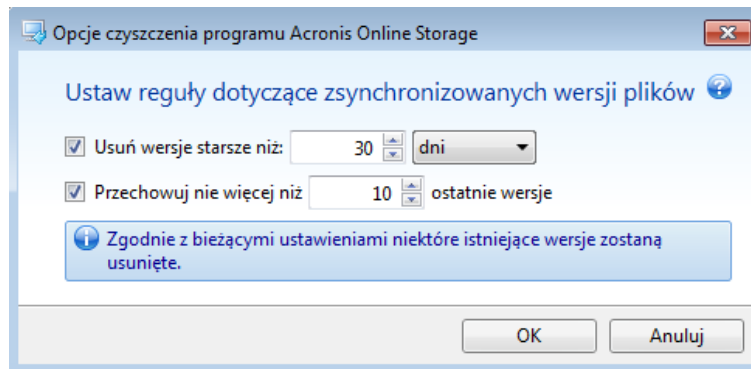 Opcje czyszczenia programu Acronis Online Storage
Ustaw reguły dotyczące zsynchronizowanych wersji plików
Usuń wersje starsze niż: 30 dni
Przechowuj nie więcej niż 10 ostatnie wersje
Zgodnie z bieżącymi ustawieniami niektóre istniejące wersje zostaną
usunięte.
OK Anuluj